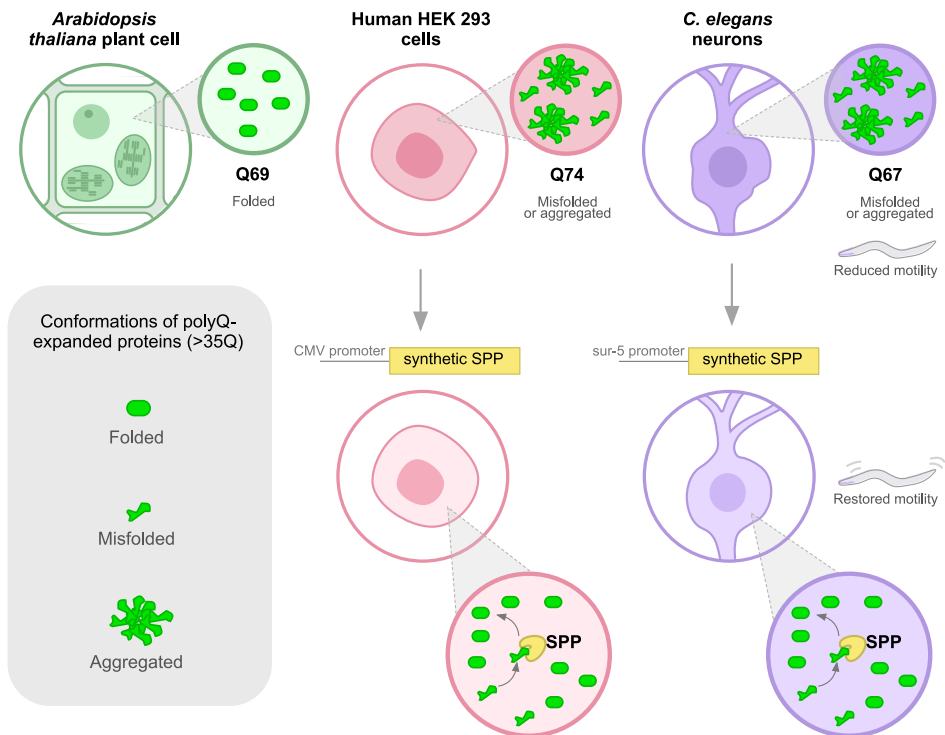 Arabidopsis
thaliana plant cell
Q69
Folded
Human HEK 293
cells
Q74
Misfolded
or aggregated
C. elegans
neurons
Q67
Misfolded
or aggregated
Reduced motility
Conformations of polyQ-
expanded proteins (>35Q)
Folded
Misfolded
Aggregated
CMV promoter
synthetic SPP
SPP
sur-5 promoter
synthetic SPP
Restored motility
SPP